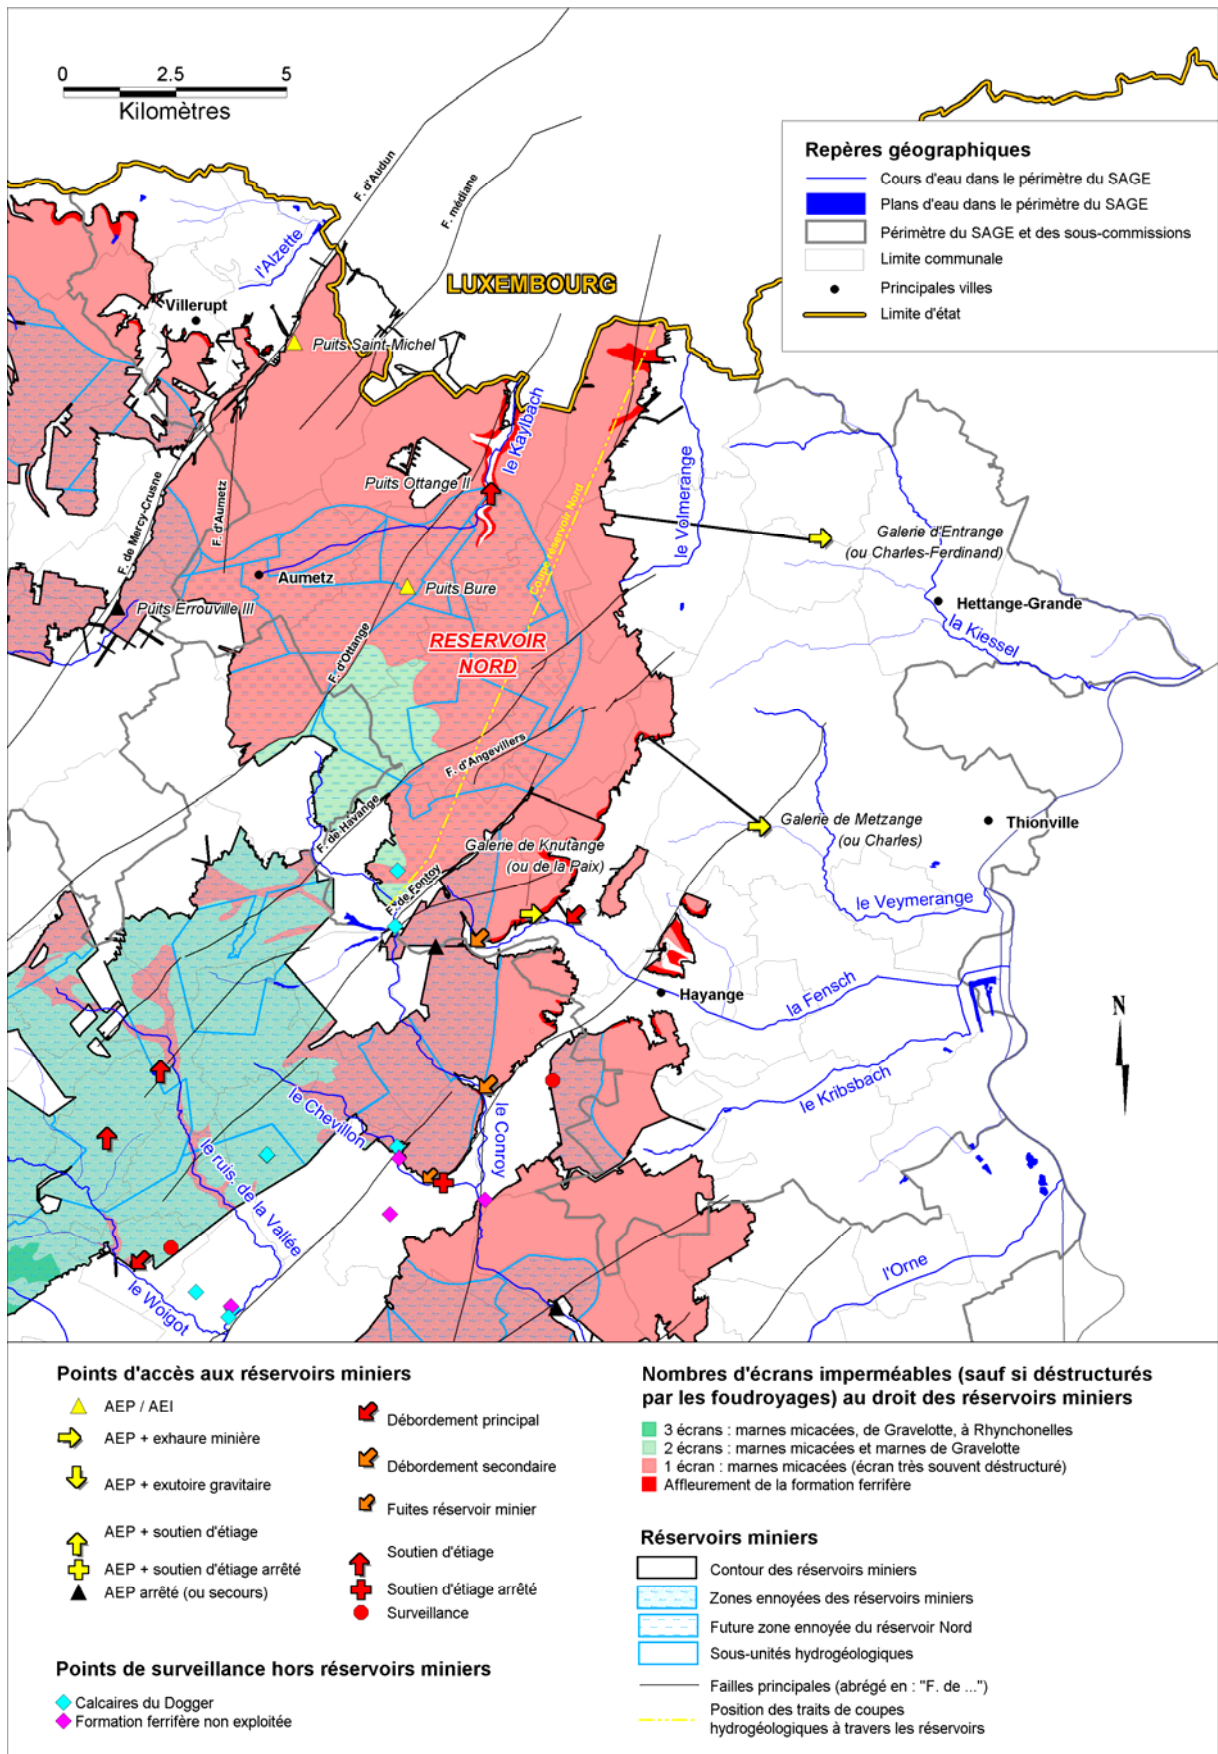 0 2.5 5
Kilomètres
Repères géographiques
Cours d'eau dans le périmètre du SAGE
Plans d'eau dans le périmètre du SAGE
Périmètre du SAGE et des sous-commissions
Limite communale
Principales villes
Limite d'état
F. d'Audun
F. médiane
l'Alzette
LUXEMBOURG
Villerupt
Puits Saint-Michel
le Kaylbach
le Volmerange
Puits Ottange II
F. de Mercy-Crusne
F. d'Aumetz
Coupe réservoir Nord
Galerie d'Entrange
(ou Charles-Ferdinand)
Aumetz
Puits Bure
Puits Errouville III
Hettange-Grande
la Kiessel
RESERVOIR
NORD
F. d'Ottange
F. d'Angevillers
F. de Havange
Galerie de Metzange
(ou Charles)
Thionville
Galerie de Knutange
(ou de la Paix)
F. de Fontoy
le Veymerange
Hayange
la Fensch
N
le Kribsbach
le Chevillon
le Conroy
le ruis. de la Vallée
l'Orne
le Woigot
Points d'accès aux réservoirs miniers
AEP / AEI
AEP + exhaure minière
AEP + exutoire gravitaire
AEP + soutien d'étiage
AEP + soutien d'étiage arrêté
AEP arrêté (ou secours)
Débordement principal
Débordement secondaire
Fuites réservoir minier
Soutien d'étiage
Soutien d'étiage arrêté
Surveillance
Points de surveillance hors réservoirs miniers
Calcaires du Dogger
Formation ferrifère non exploitée
Nombres d'écrans imperméables (sauf si déstructurés
par les foudroyages) au droit des réservoirs miniers
3 écrans : marnes micacées, de Gravelotte, à Rhynchonelles
2 écrans : marnes micacées et marnes de Gravelotte
1 écran : marnes micacées (écran très souvent déstructuré)
Affleurement de la formation ferrifère
Réservoirs miniers
Contour des réservoirs miniers
Zones ennoyées des réservoirs miniers
Future zone ennoyée du réservoir Nord
Sous-unités hydrogéologiques
Failles principales (abrégé en : "F. de ...")
Position des traits de coupes
hydrogéologiques à travers les réservoirs